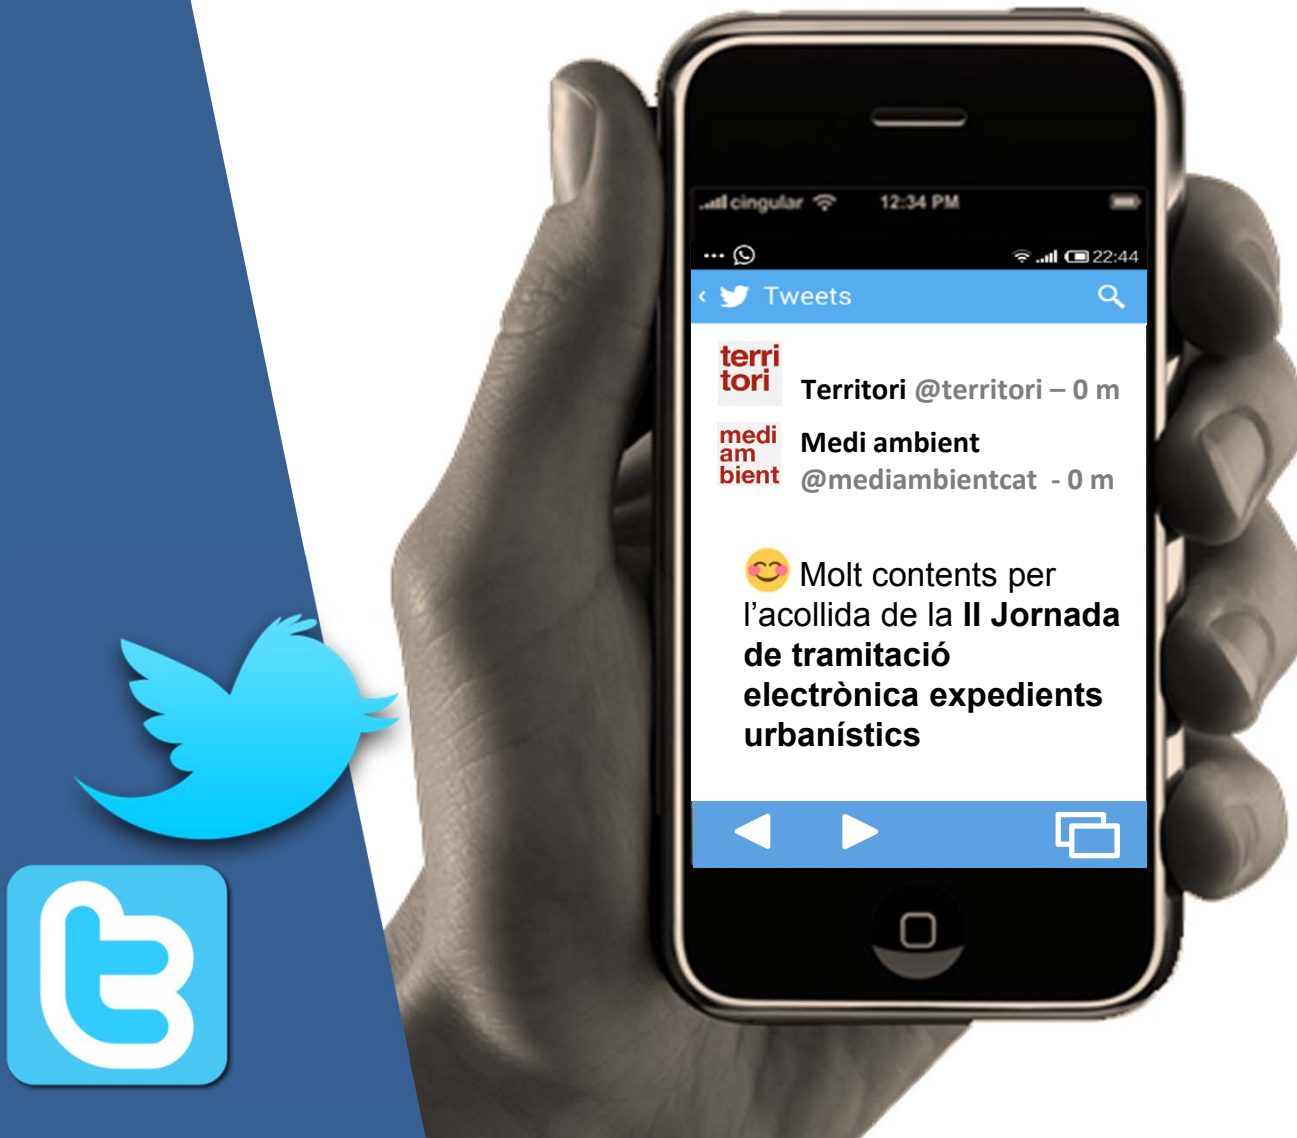 cingular 12:34 PM
22:44
Tweets
terri
tori
Territori @territori – 0 m
medi
am
bient
Medi ambient
@mediambientcat - 0 m
😊 Molt contents per
l’acollida de la II Jornada
de tramitació
electrònica expedients
urbanístics